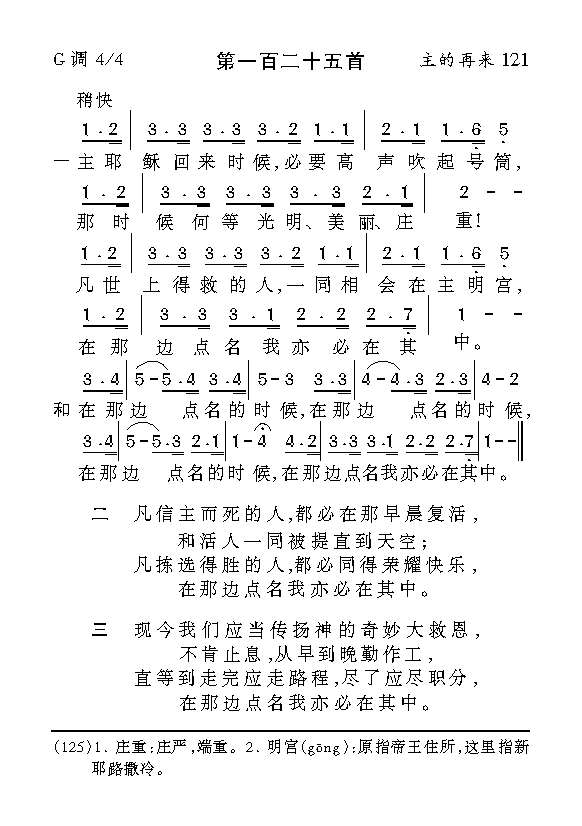 G调 4/4 第一百二十五首 主的再来 121
稍快
1·2 | 3·3 3·3 3·2 1·1 | 2·1 1·6 5
一主耶 稣回来时候,必要高 声吹起号筒,
1·2 | 3·3 3·3 3·3 2·1 | 2 - -
那时 候何等光明、美丽、庄 重!
1·2 | 3·3 3·3 3·2 1·1 | 2·1 1·6 5
凡世 上得救的人,一同相 会在主明宫,
1·2 | 3·3 3·1 2·2 2·7 | 1 - -
在那 边点名我亦必在其 中。
3·4 | 5-5·4 3·4 | 5-3 3·3 | 4-4·3 2·3 | 4-2
和在那边 点名的时候,在那边 点名的时候,
3·4 | 5-5·3 2·1 | 1-4 4·2 | 3·3 3·1 2·2 2·7 | 1--
在那边 点名的时候,在那边点名我亦必在其中。
二 凡信主而死的人,都必在那早晨复活,
和活人一同被提直到天空;
凡拣选得胜的人,都必同得荣耀快乐,
在那边点名我亦必在其中。
三 现今我们应当传扬神的奇妙大救恩,
不肯止息,从早到晚勤作工,
直等到走完应走路程,尽了应尽职分,
在那边点名我亦必在其中。
(125)1. 庄重:庄严,端重。2. 明宫(gōng):原指帝王住所,这里指新
耶路撒冷。